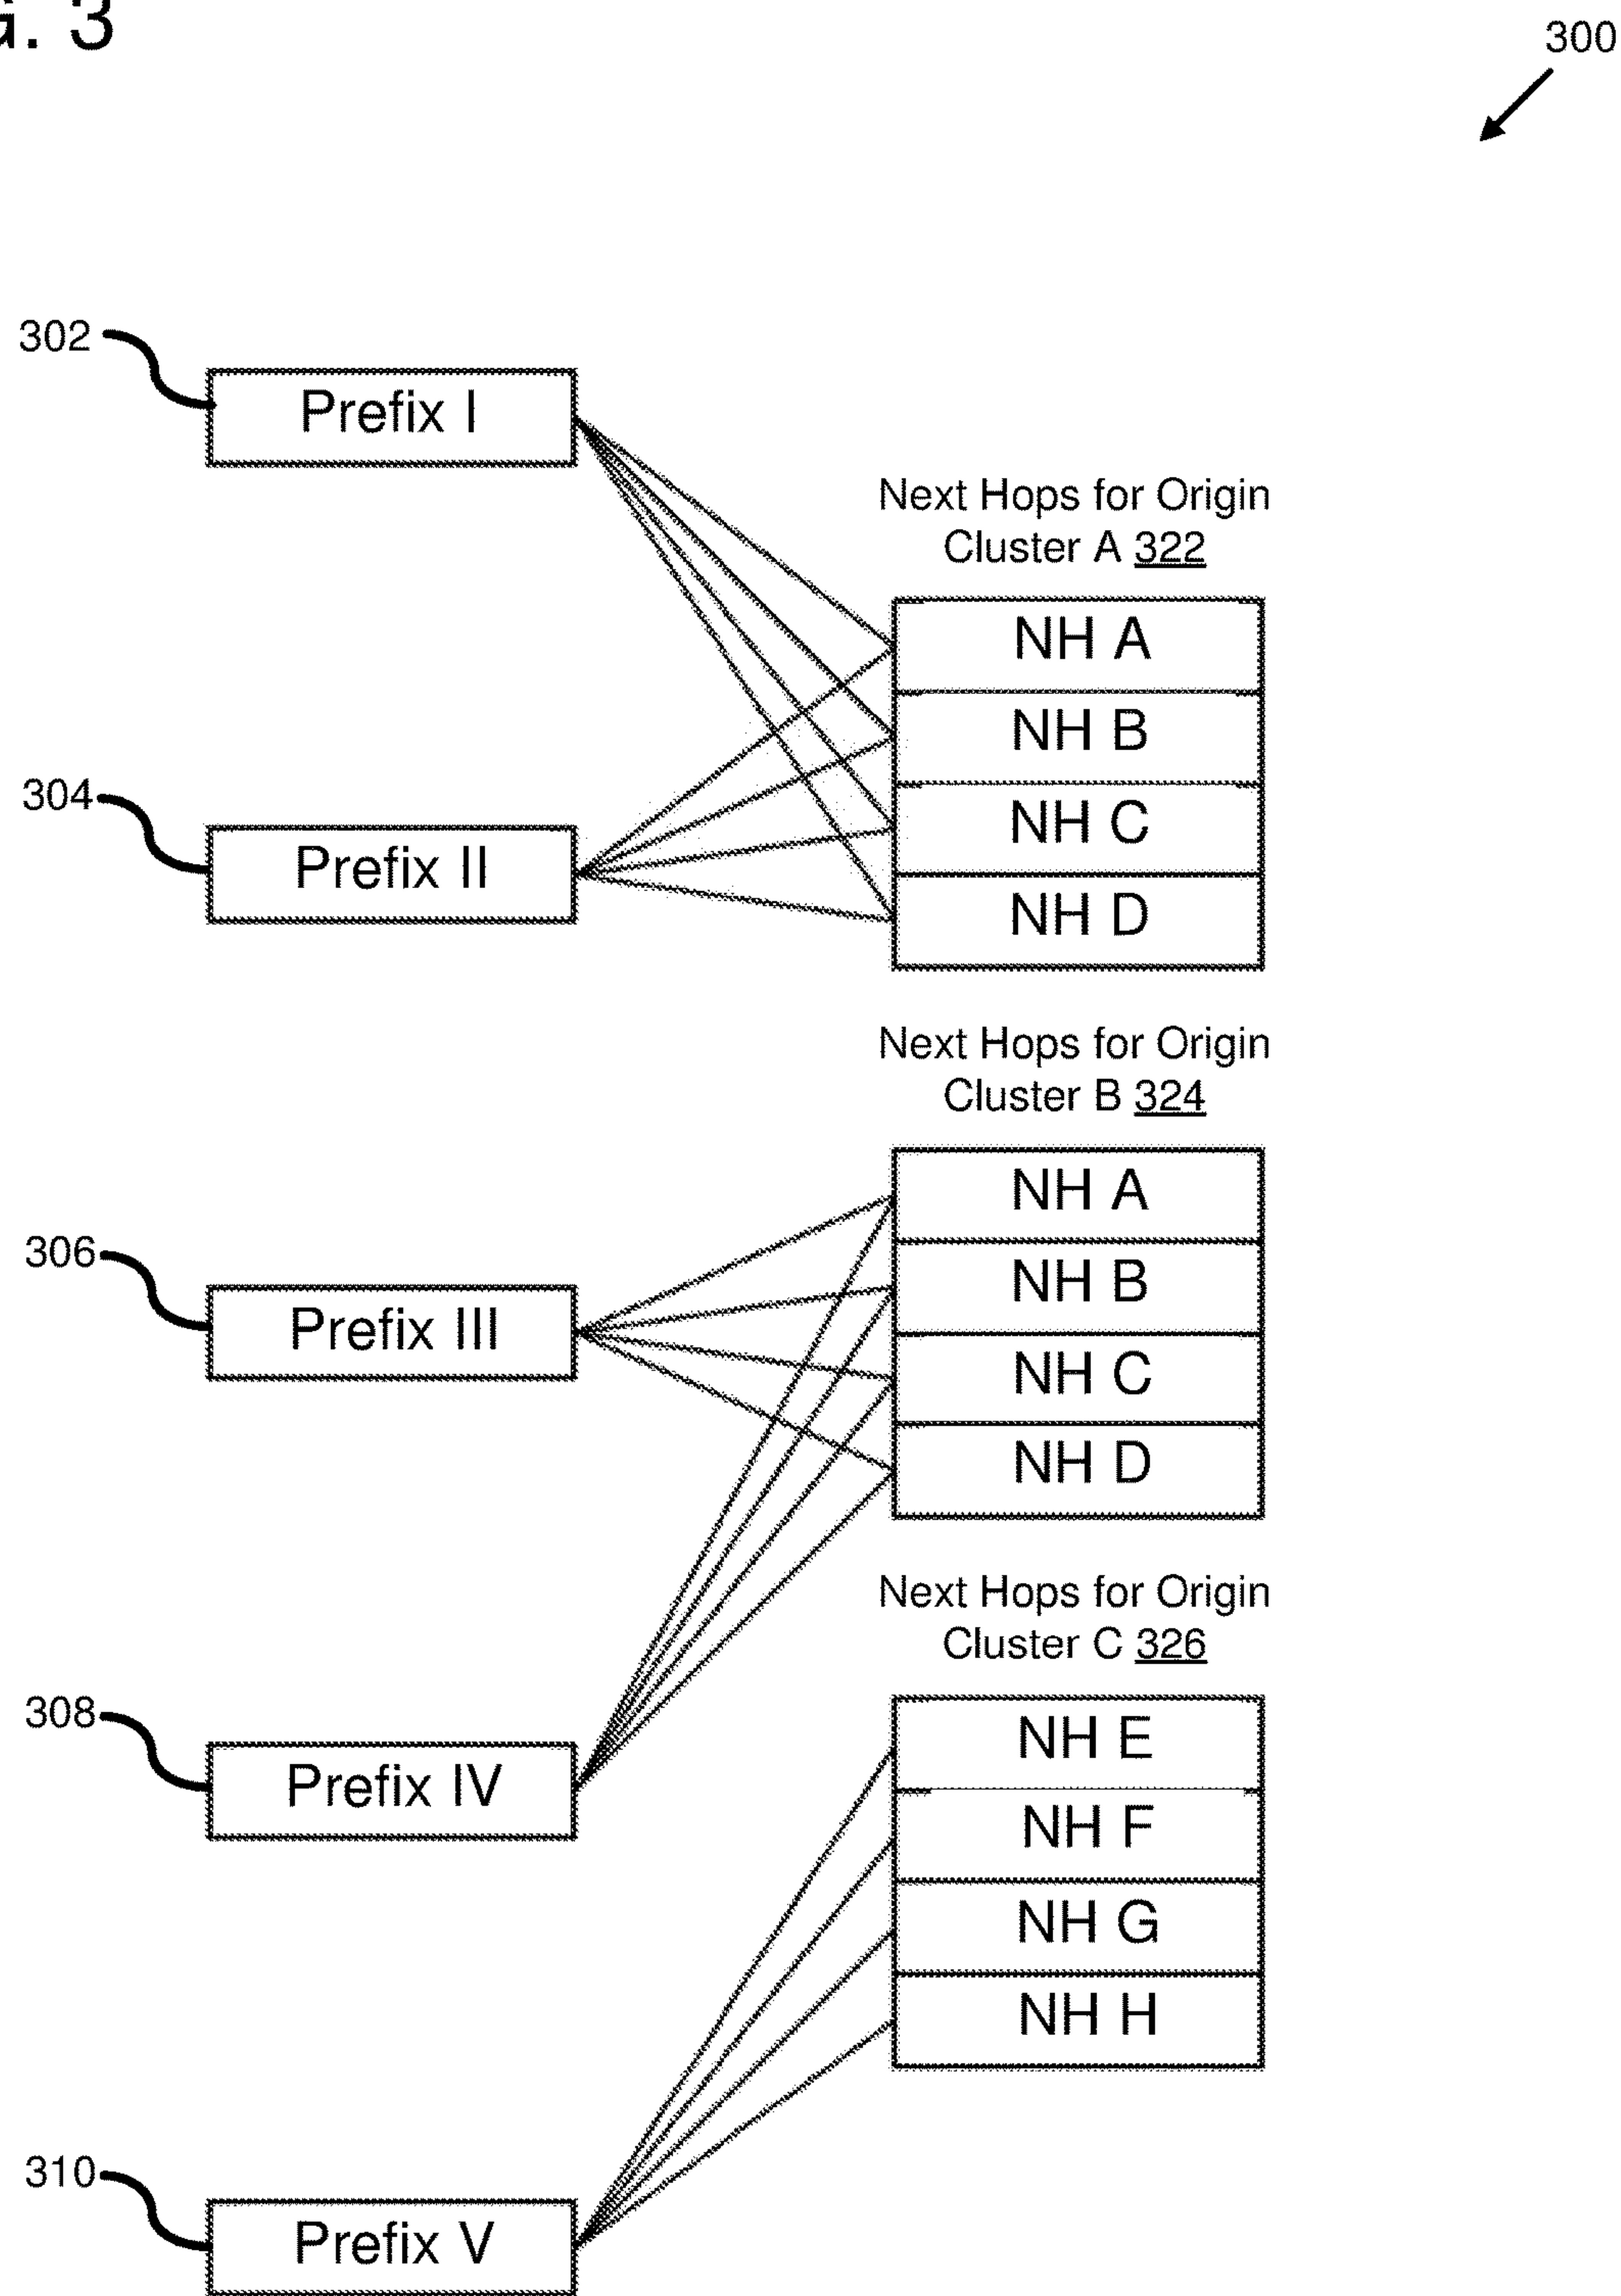 G. 3
300
302
Prefix I
Next Hops for Origin
Cluster A 322
NH A
NH B
NH C
NH D
304
Prefix II
Next Hops for Origin
Cluster B 324
NH A
NH B
NH C
NH D
306
Prefix III
Next Hops for Origin
Cluster C 326
NH E
NH F
NH G
NH H
308
Prefix IV
310
Prefix V